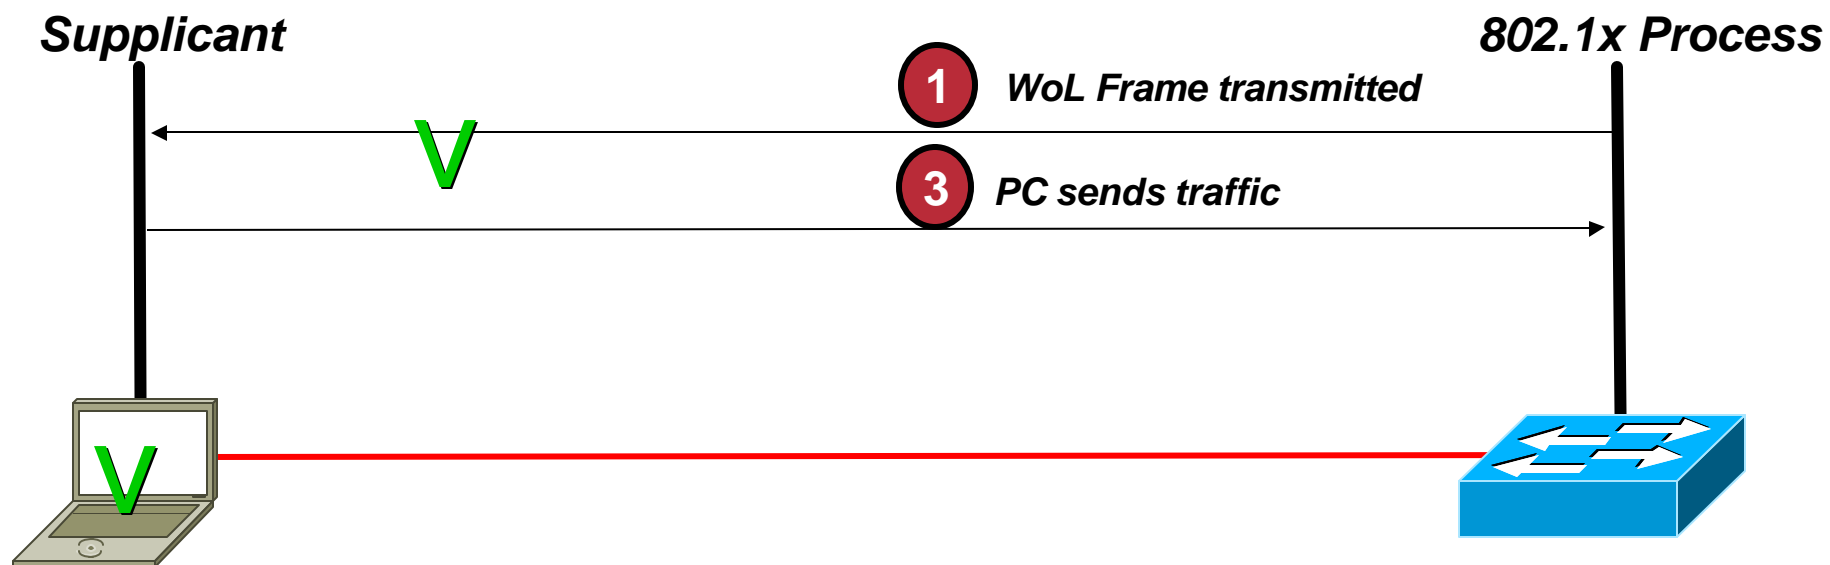 Supplicant
802.1x Process
1 WoL Frame transmitted
V
3 PC sends traffic
V